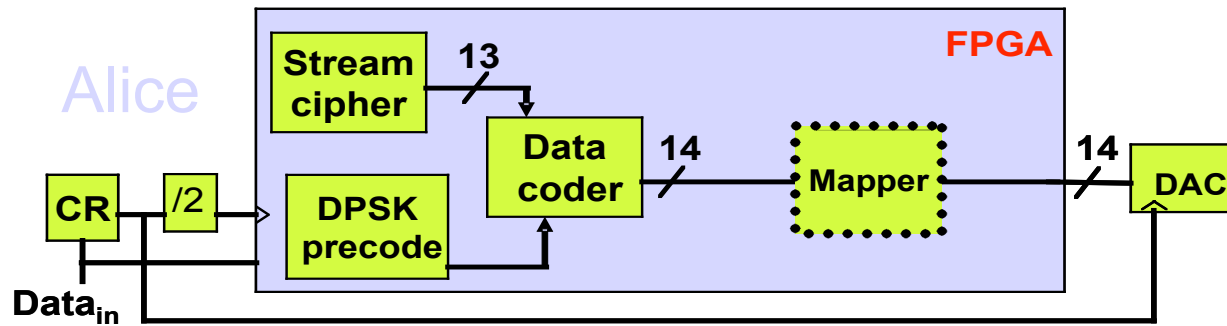 Alice
FPGA
Stream
cipher
13
Data
coder
14
Mapper
14
DAC
CR
/2
DPSK
precode
Data_in